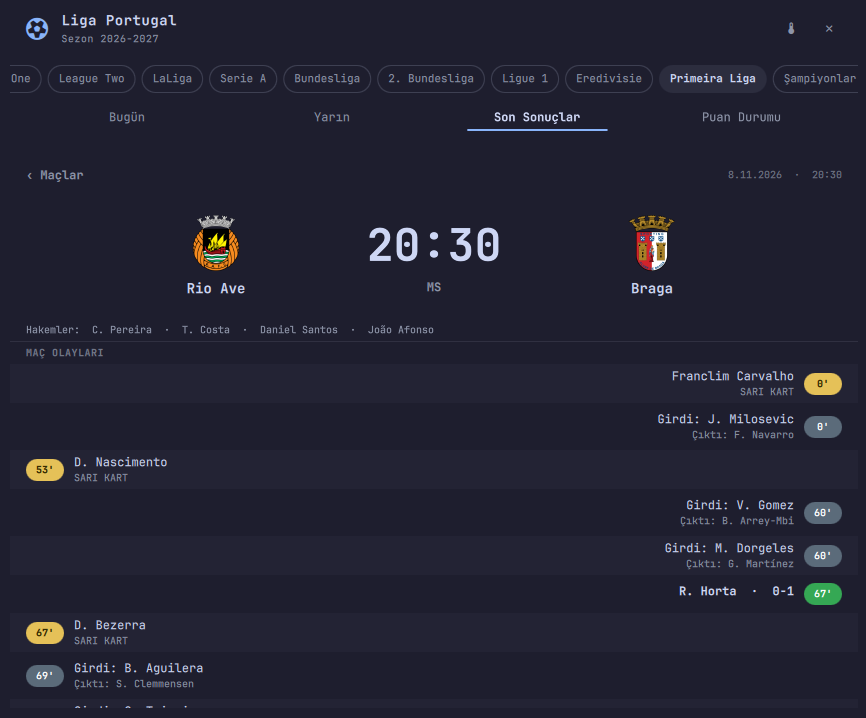 Liga Portugal
Sezon 2026-2027
One League Two LaLiga Serie A Bundesliga 2. Bundesliga Ligue 1 Eredivisie Primeira Liga Şampiyonlar
Bugün Yarın Son Sonuçlar Puan Durumu
‹ Maçlar 8.11.2026 · 20:30
20:30
Rio Ave MS Braga
Hakemler: C. Pereira · T. Costa · Daniel Santos · João Afonso
MAÇ OLAYLARI
Franclim Carvalho 0'
SARI KART
Girdi: J. Milosevic 0'
Çıktı: F. Navarro
53' D. Nascimento
SARI KART
Girdi: V. Gomez 60'
Çıktı: B. Arrey-Mbi
Girdi: M. Dorgeles 60'
Çıktı: G. Martínez
R. Horta · 0-1 67'
67' D. Bezerra
SARI KART
69' Girdi: B. Aguilera
Çıktı: S. Clemmensen